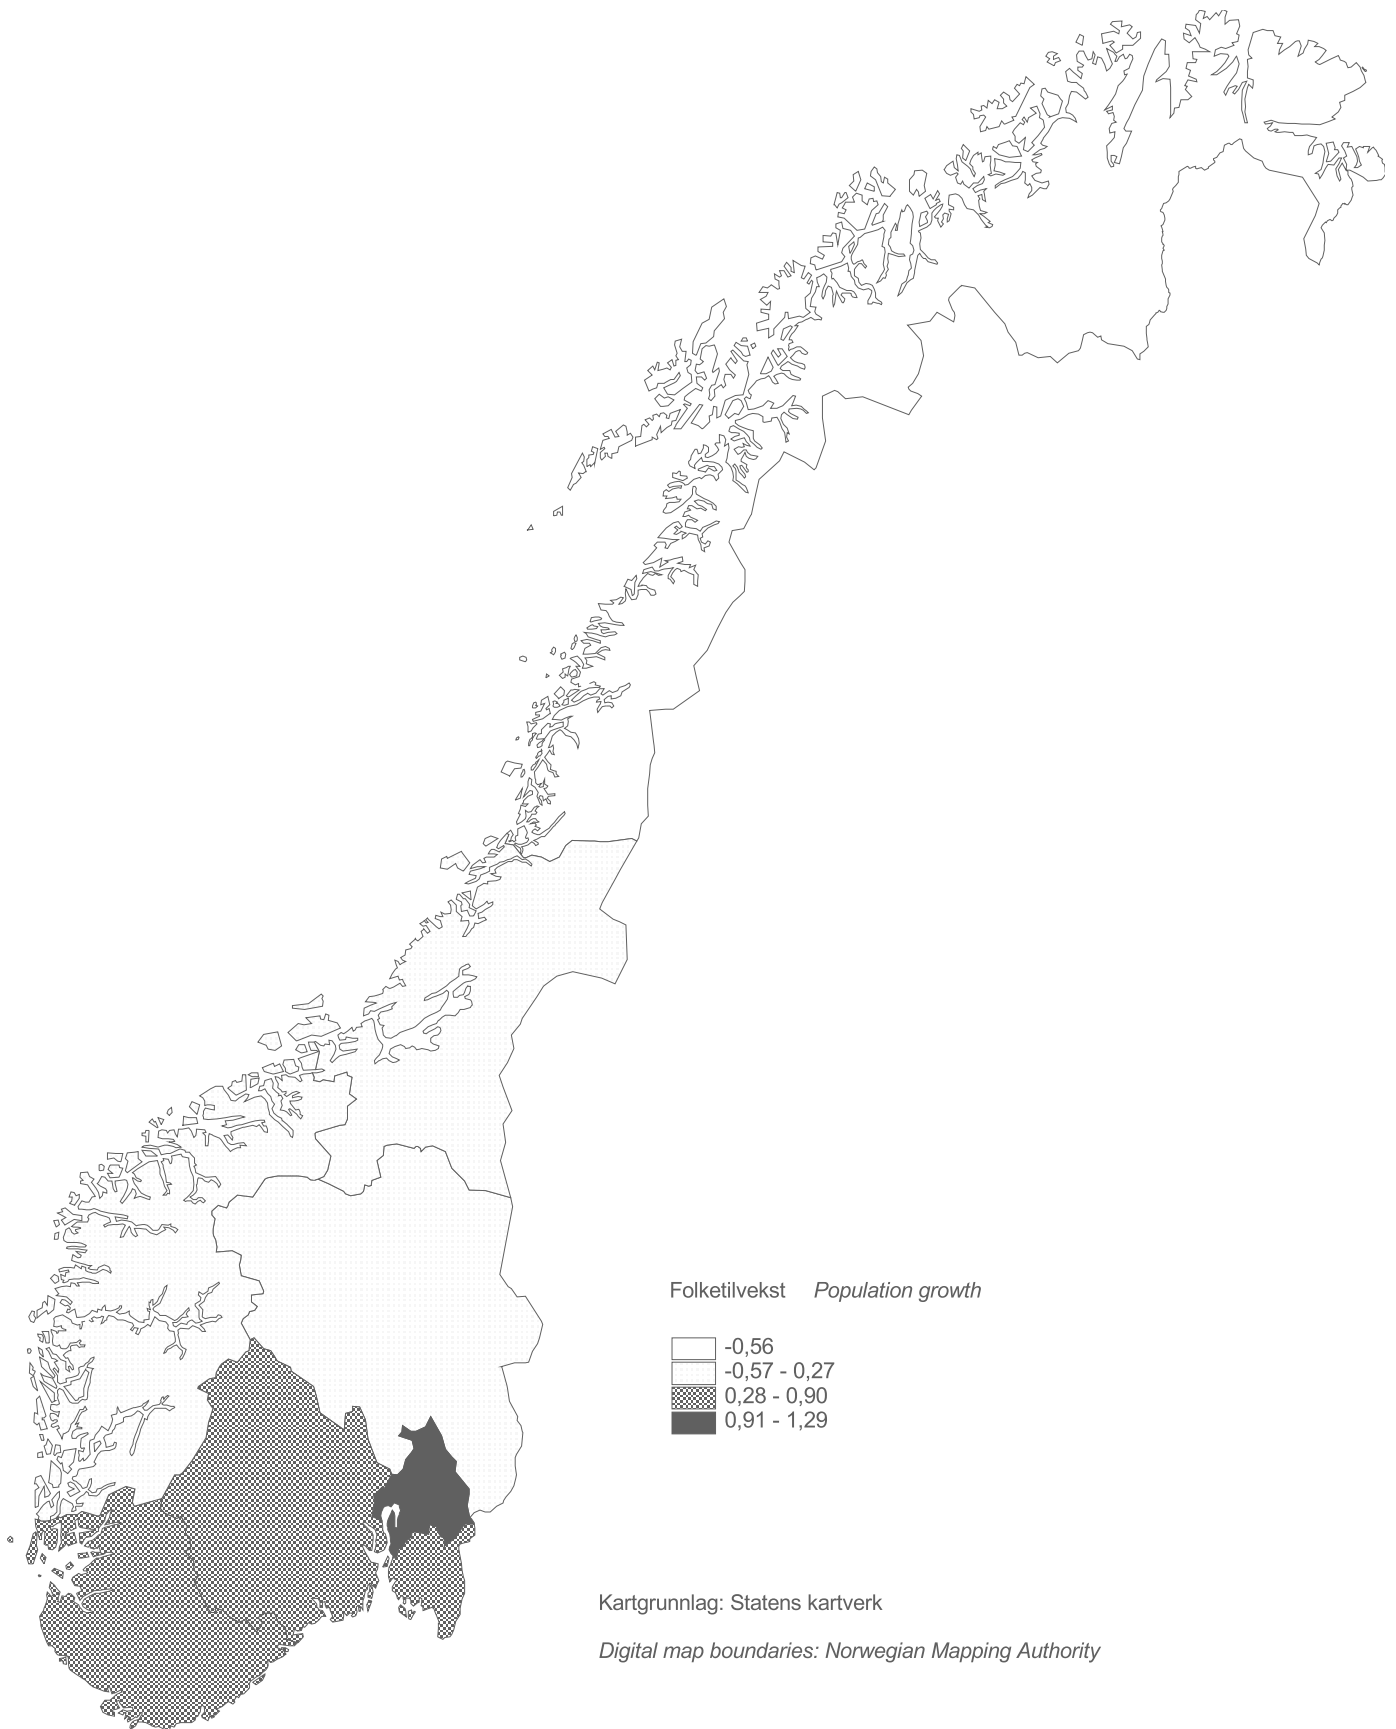 Folketilvekst Population growth
-0,56
-0,57 - 0,27
0,28 - 0,90
0,91 - 1,29
Kartgrunnlag: Statens kartverk
Digital map boundaries: Norwegian Mapping Authority